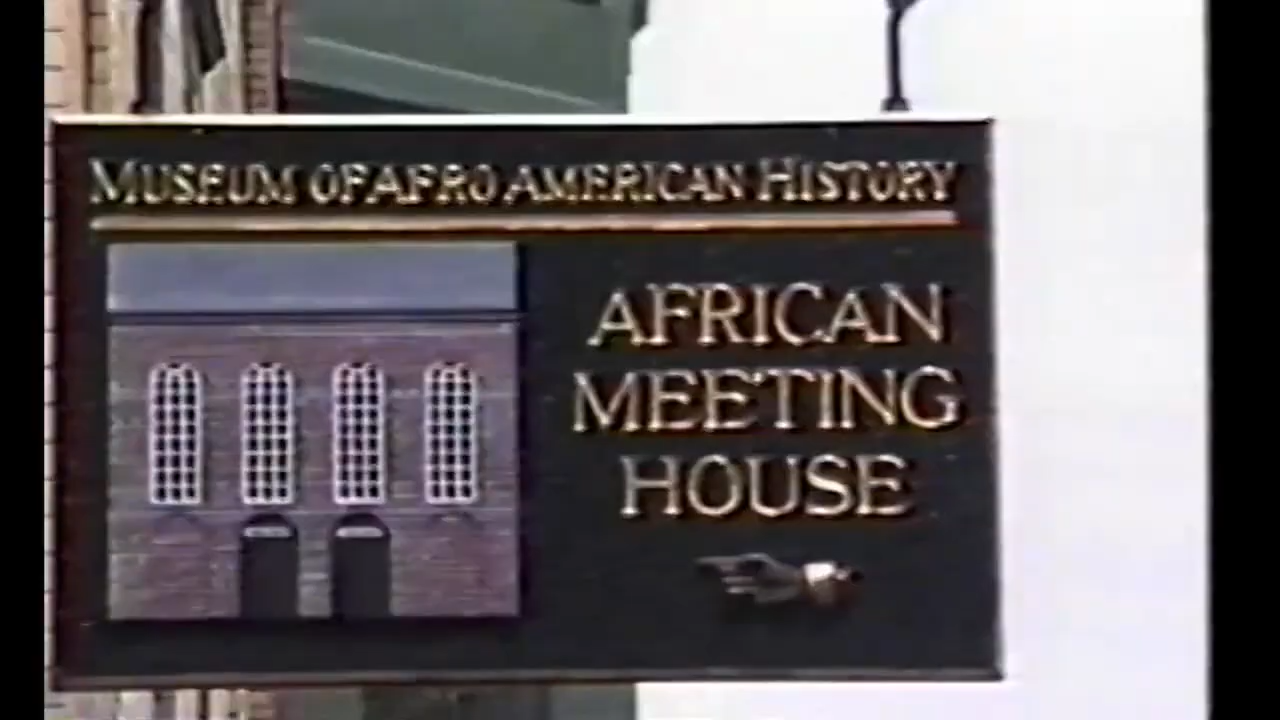 MUSEUM OF AFRO AMERICAN HISTORY
AFRICAN
MEETING
HOUSE